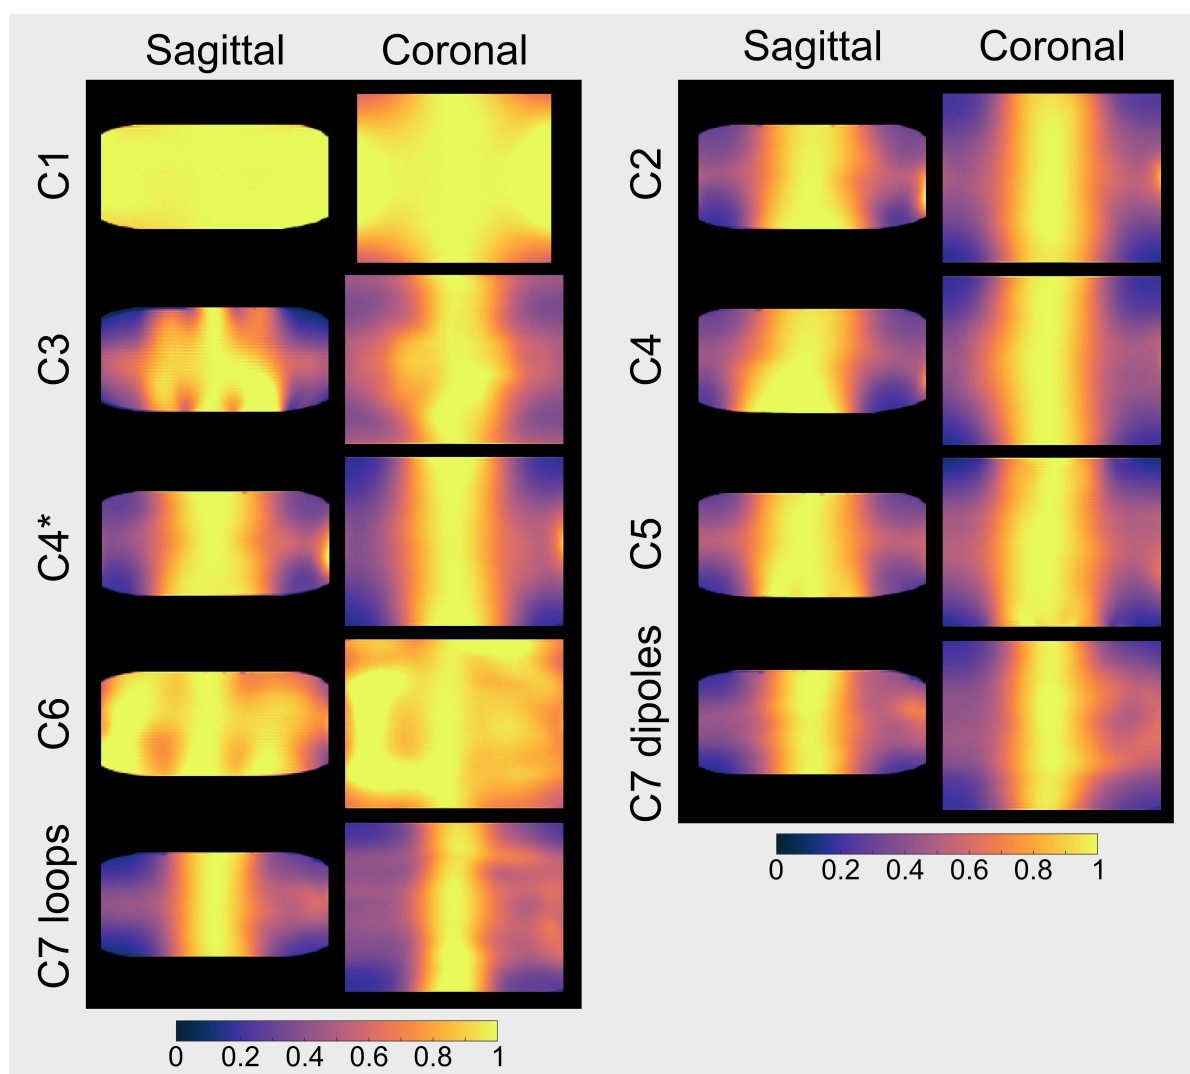 Sagittal Coronal
C1
C3
C4*
C6
C7 loops
0 0.2 0.4 0.6 0.8 1
Sagittal Coronal
C2
C4
C5
C7 dipoles
0 0.2 0.4 0.6 0.8 1